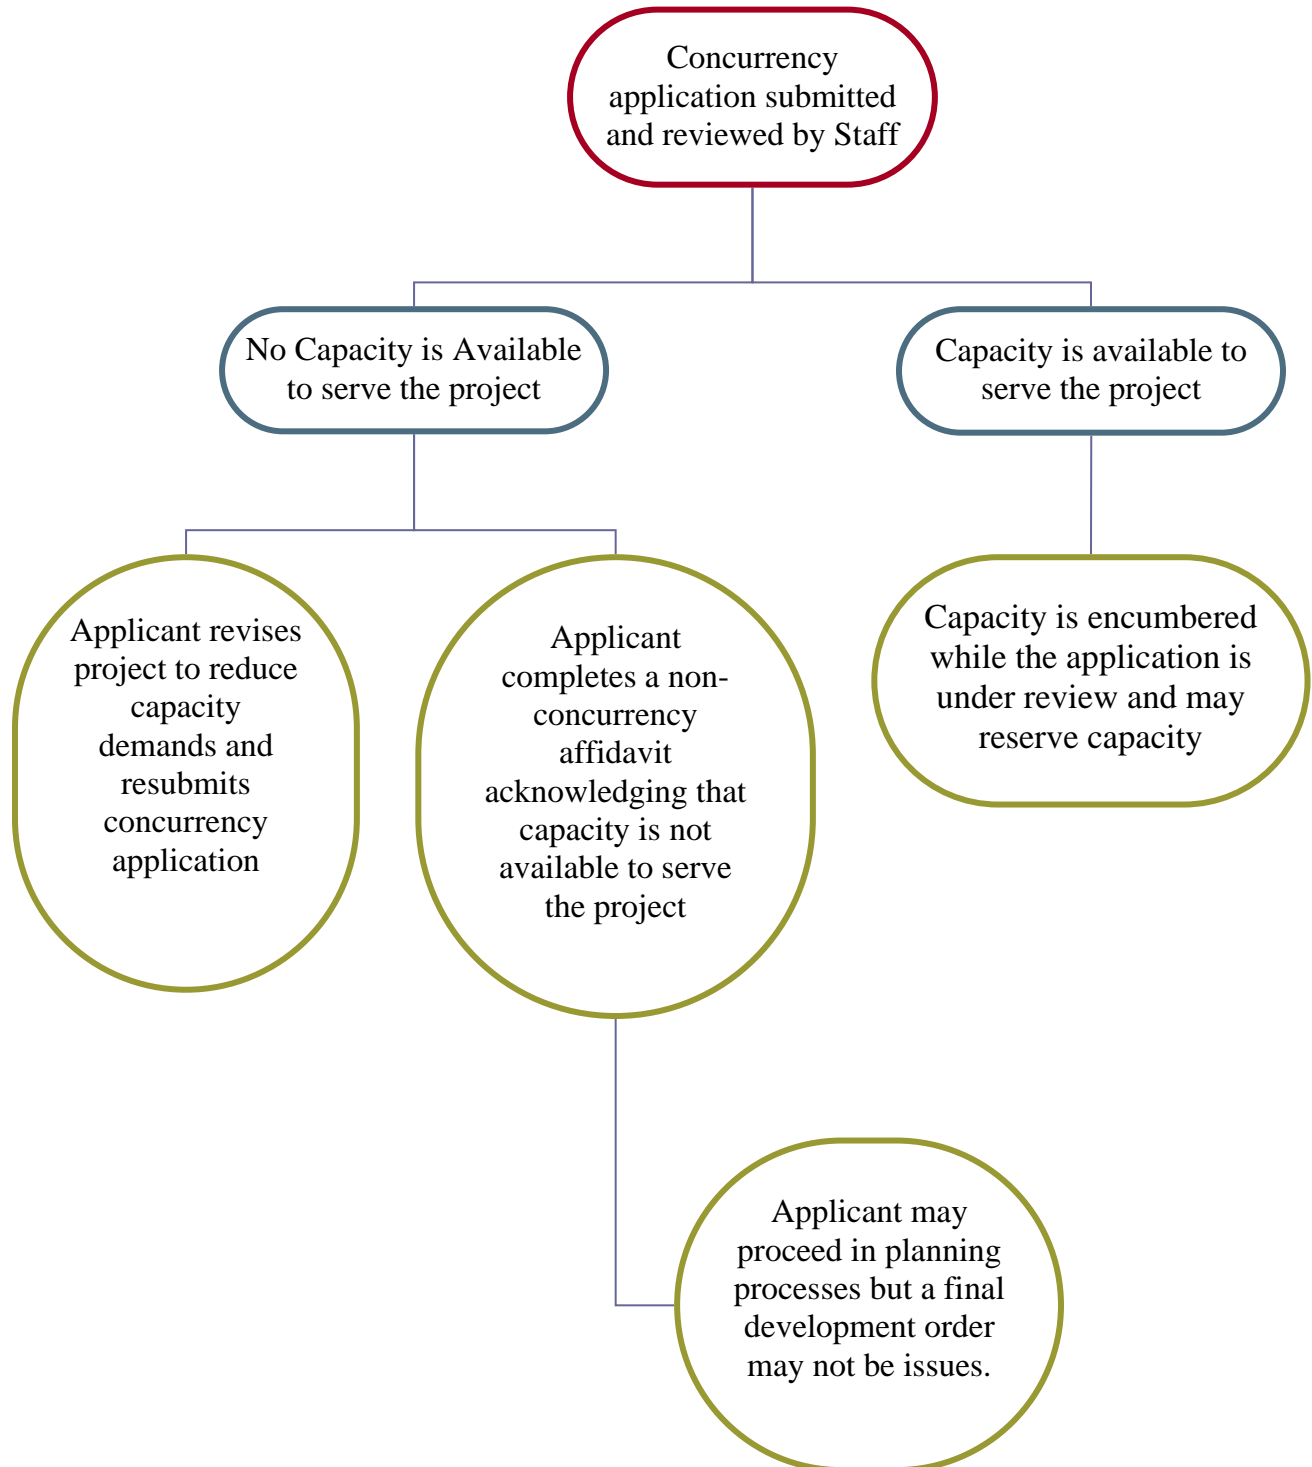 Concurrency
application submitted
and reviewed by Staff
No Capacity is Available
to serve the project
Capacity is available to
serve the project
Applicant revises
project to reduce
capacity
demands and
resubmits
concurrency
application
Applicant
completes a non-
concurrency
affidavit
acknowledging that
capacity is not
available to serve
the project
Capacity is encumbered
while the application is
under review and may
reserve capacity
Applicant may
proceed in planning
processes but a final
development order
may not be issues.